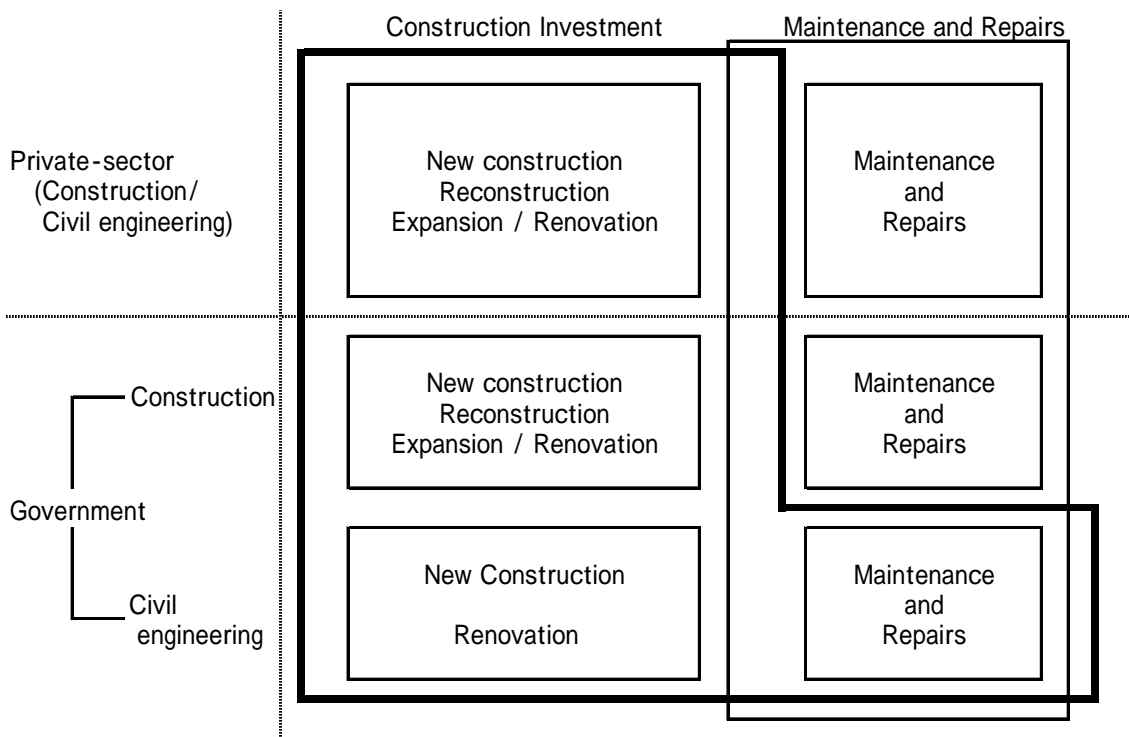 Construction Investment
Maintenance and Repairs
Private-sector
(Construction/
Civil engineering)
New construction
Reconstruction
Expansion / Renovation
Maintenance
and
Repairs
Construction
New construction
Reconstruction
Expansion / Renovation
Maintenance
and
Repairs
Government
Civil
engineering
New Construction
Renovation
Maintenance
and
Repairs